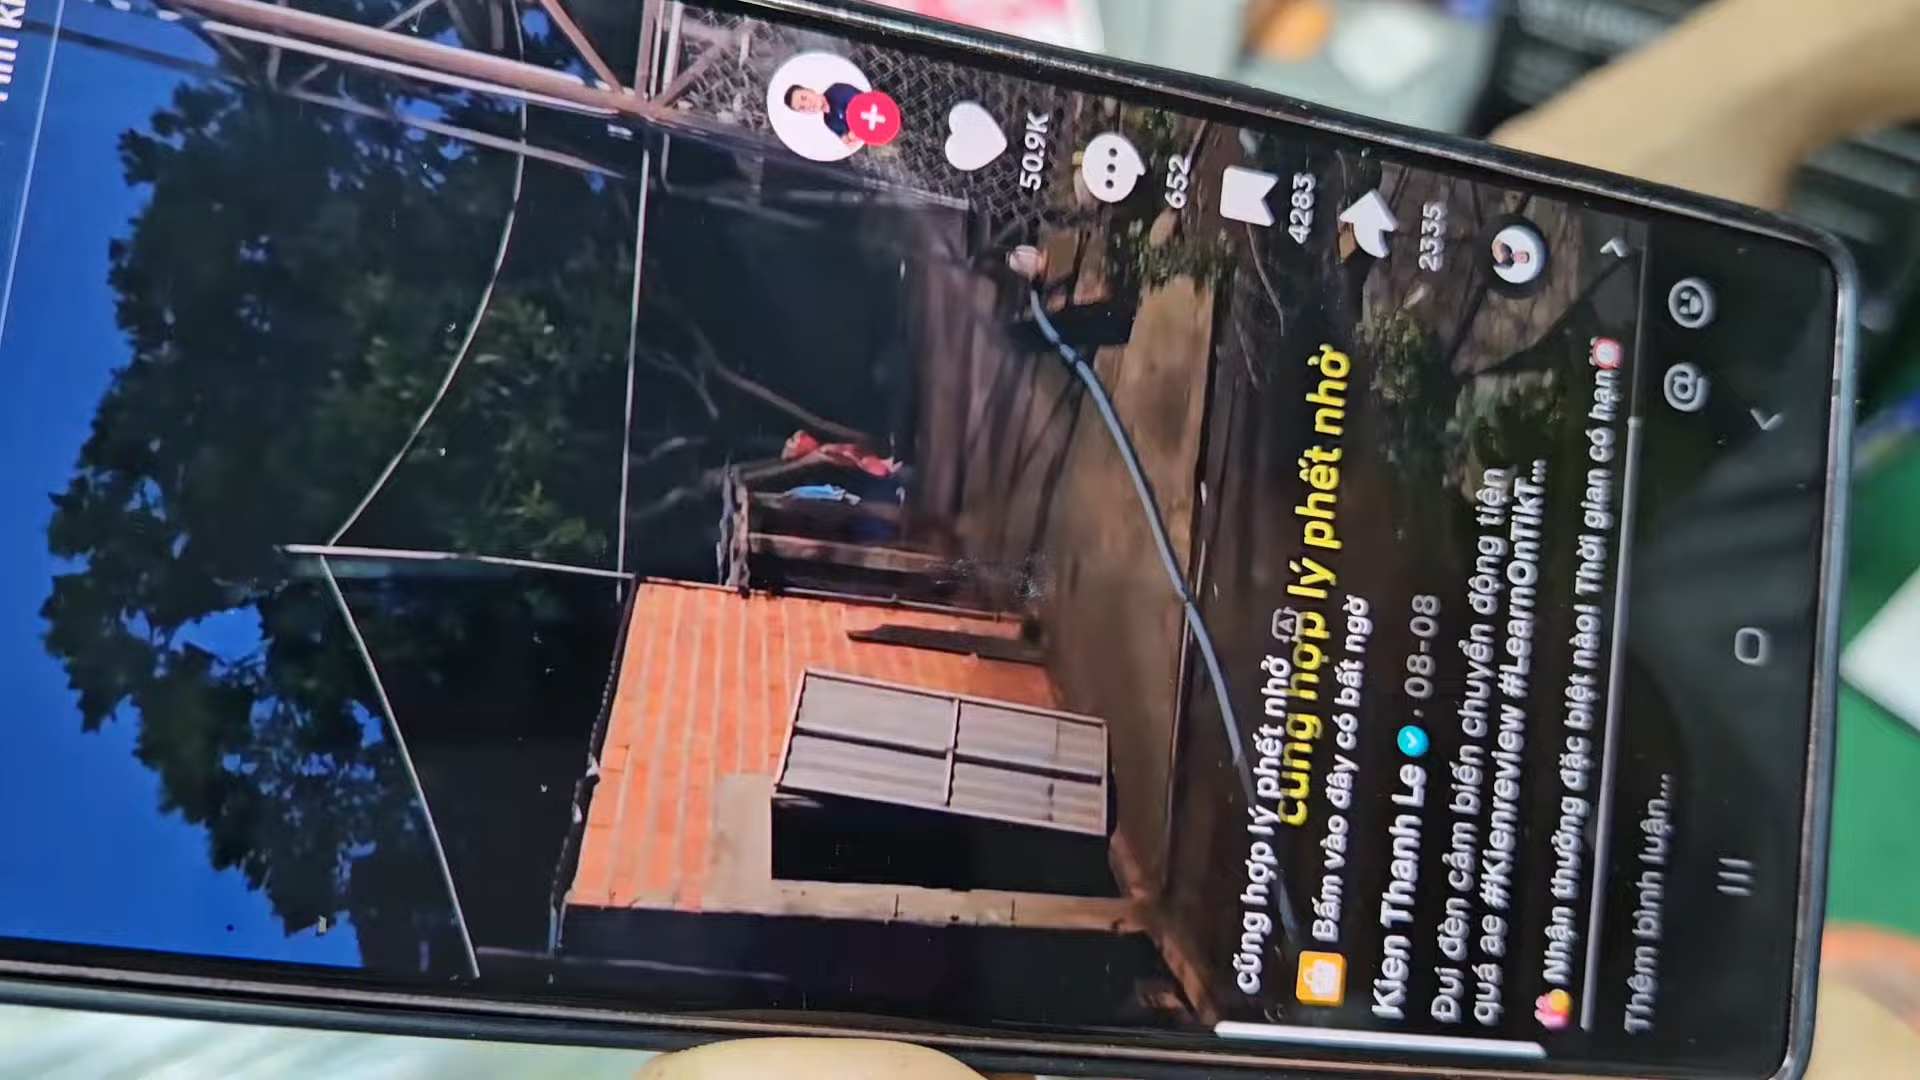 50.9K
652
4283
2335
cũng hợp lý phết nhở
cũng hợp lý phết nhở
Bấm vào đây có bất ngờ
Kien Thanh Le · 08-08
Đui đèn cảm biến chuyển động tiện
quá ae #Kienreview #LearnOnTikT...
Nhận thưởng đặc biệt nào! Thời gian có hạn
Thêm bình luận...